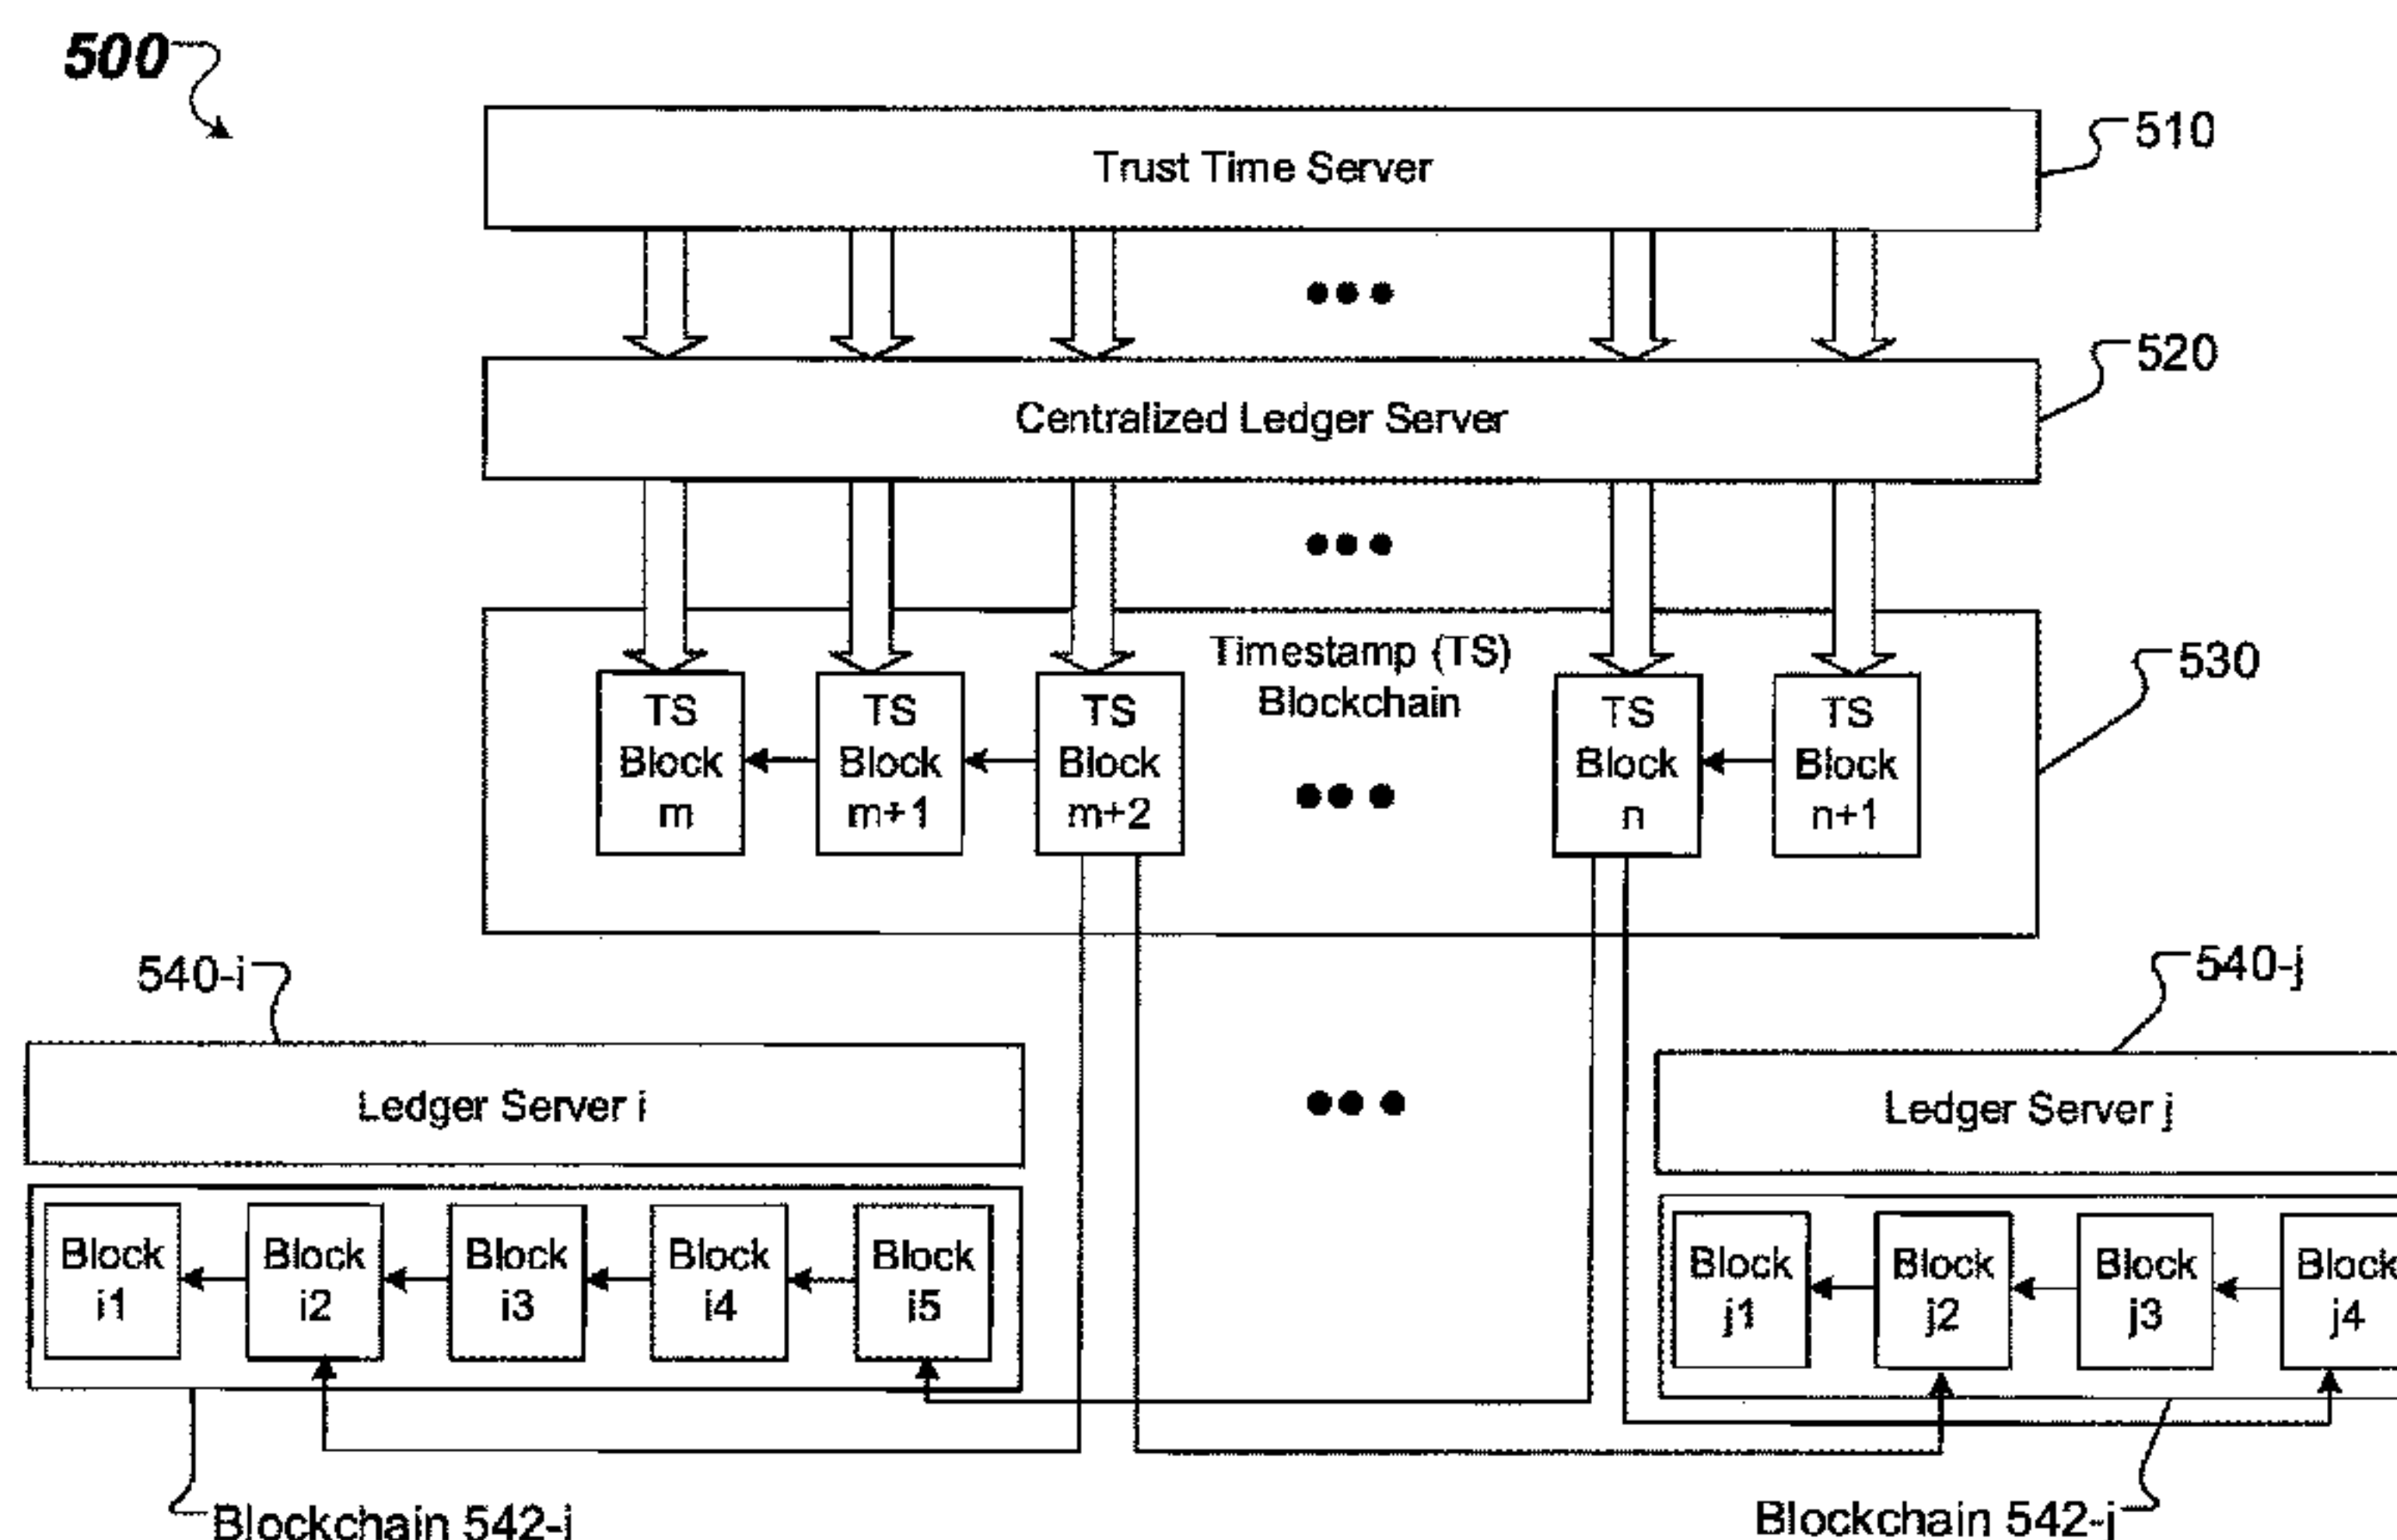 500
Trust Time Server
510
Centralized Ledger Server
520
Timestamp (TS)
Blockchain
530
TS
Block
m
TS
Block
m+1
TS
Block
m+2
TS
Block
n
TS
Block
n+1
540-i
540-j
Ledger Server i
Ledger Server j
Block
i1
Block
i2
Block
i3
Block
i4
Block
i5
Block
j1
Block
j2
Block
j3
Block
j4
Blockchain 542-i
Blockchain 542-j